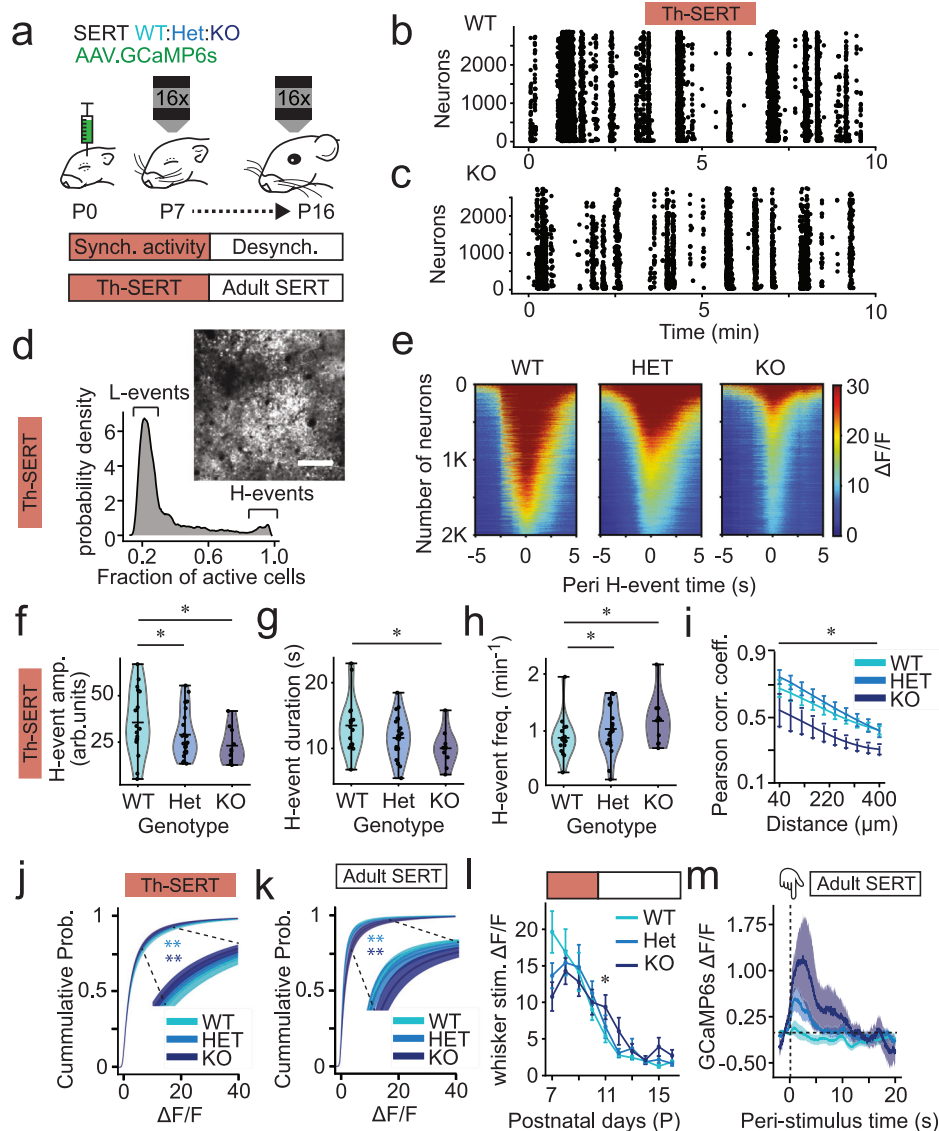 a
SERT WT:Het:KO
AAV.GCaMP6s
16x
16x
P0
P7
P16
Synch. activity
Desynch.
Th-SERT
Adult SERT
b
WT
Th-SERT
Neurons
2000
1000
0
0
5
10
c
KO
Neurons
2000
1000
0
0
5
10
Time (min)
d
Th-SERT
L-events
H-events
probability density
6
4
2
0
0.2
0.6
1.0
Fraction of active cells
e
WT
HET
KO
Number of neurons
0
1K
2K
-5
0
5
-5
0
5
-5
0
5
Peri H-event time (s)
30
20
10
0
ΔF/F
Th-SERT
f
*
*
H-event amp.
(arb.units)
50
25
WT
Het
KO
Genotype
g
*
H-event duration (s)
20
10
WT
Het
KO
Genotype
h
*
*
H-event freq. (min-1)
2
1
0
WT
Het
KO
Genotype
i
*
Pearson corr. coeff.
0.9
0.5
0.1
WT
HET
KO
40
220
400
Distance (µm)
j
Th-SERT
Cummulative Prob.
1
0.5
0
**
**
WT
HET
KO
0
20
40
ΔF/F
k
Adult SERT
Cummulative Prob.
1
0.5
0
**
**
WT
HET
KO
0
20
40
ΔF/F
l
whisker stim. ΔF/F
20
15
10
5
0
WT
Het
KO
*
7
11
15
Postnatal days (P)
m
Adult SERT
GCaMP6s ΔF/F
1.75
1.00
0.25
-0.50
-5
0
5
10
20
Peri-stimulus time (s)